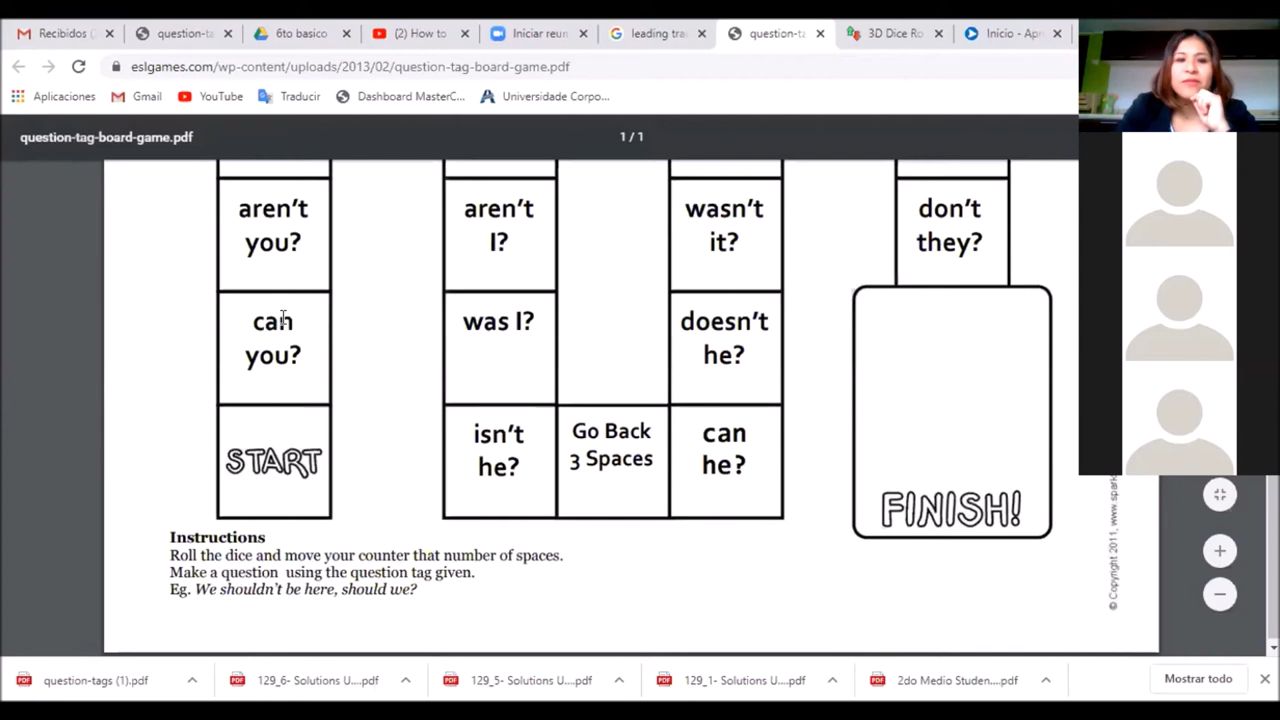 Recibidos (
question-ta
6to basico
(2) How to
Iniciar reu
leading tra
question-ta
3D Dice Ro
Inicio - Apr
eslgames.com/wp-content/uploads/2013/02/question-tag-board-game.pdf
Aplicaciones
Gmail
YouTube
Traducir
Dashboard MasterC...
Universidade Corpo...
question-tag-board-game.pdf
1 / 1
aren't
you?
aren't
I?
wasn't
it?
don't
they?
can
you?
was I?
doesn't
he?
START
isn't
he?
Go Back
3 Spaces
can
he?
FINISH!
Instructions
Roll the dice and move your counter that number of spaces.
Make a question using the question tag given.
Eg. We shouldn't be here, should we?
© Copyright 2011, www.spark
question-tags (1).pdf
129_6- Solutions U....pdf
129_5- Solutions U....pdf
129_1- Solutions U....pdf
2do Medio Studen....pdf
Mostrar todo